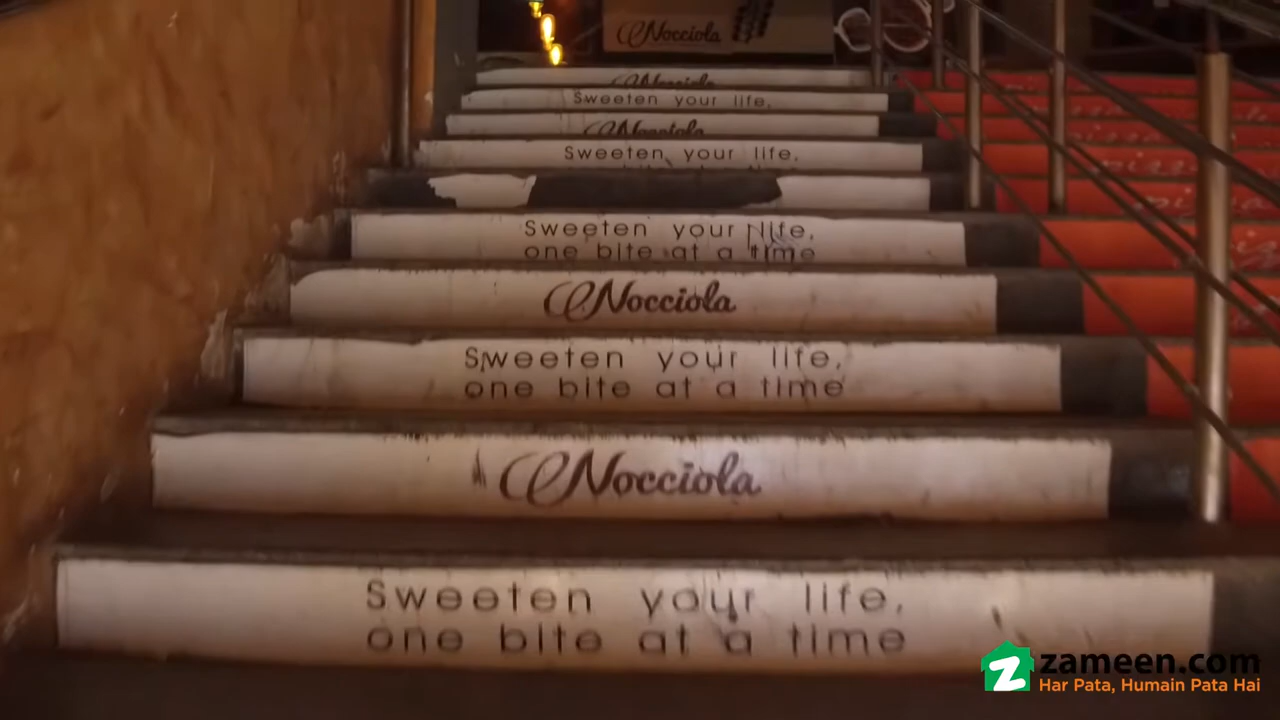 Nocciola
Nocciola
Sweeten your life,
Nocciola
Sweeten your life,
Sweeten your life,
one bite at a time
Nocciola
Sweeten your life,
one bite at a time
Nocciola
Sweeten your life,
one bite at a time
zameen.com
Har Pata, Humain Pata Hai